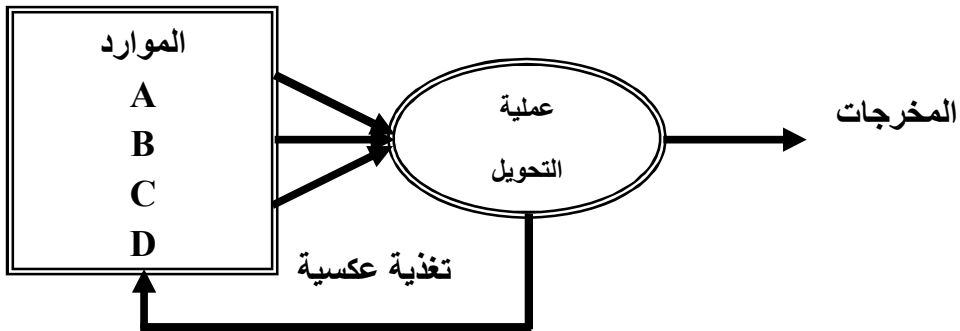 الموارد
A
B
C
D
عملية
التحويل
المخرجات
تغذية عكسية